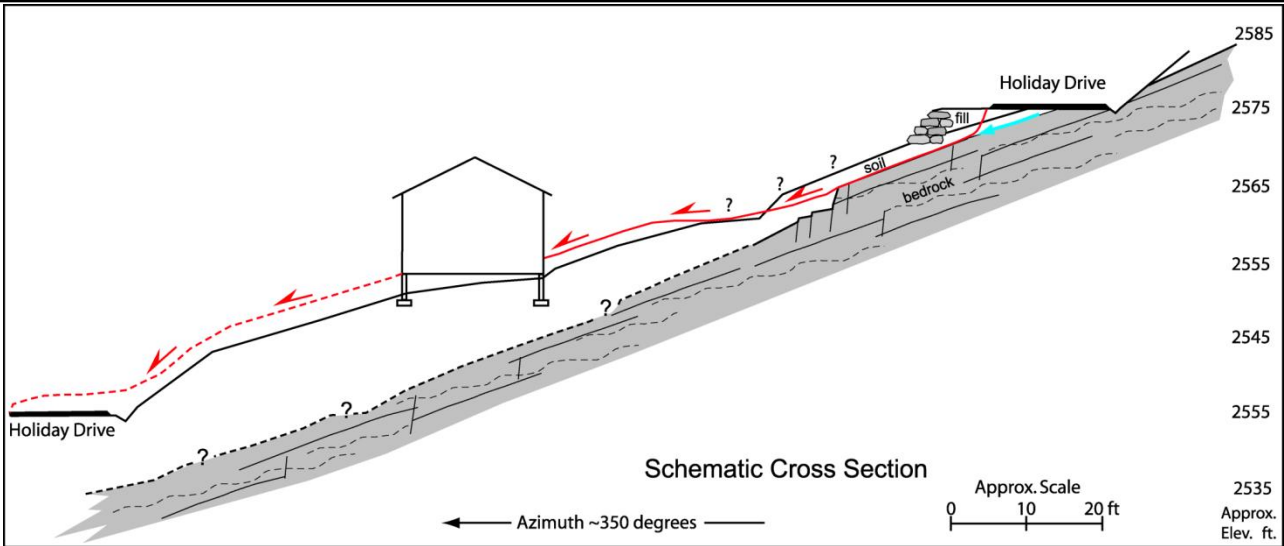 2585
Holiday Drive
2575
fill
?
soil
2565
?
bedrock
?
2555
?
2545
?
2555
Holiday Drive
?
Schematic Cross Section
Approx. Scale
2535
0 10 20 ft
Approx.
Azimuth ~350 degrees
Elev. ft.